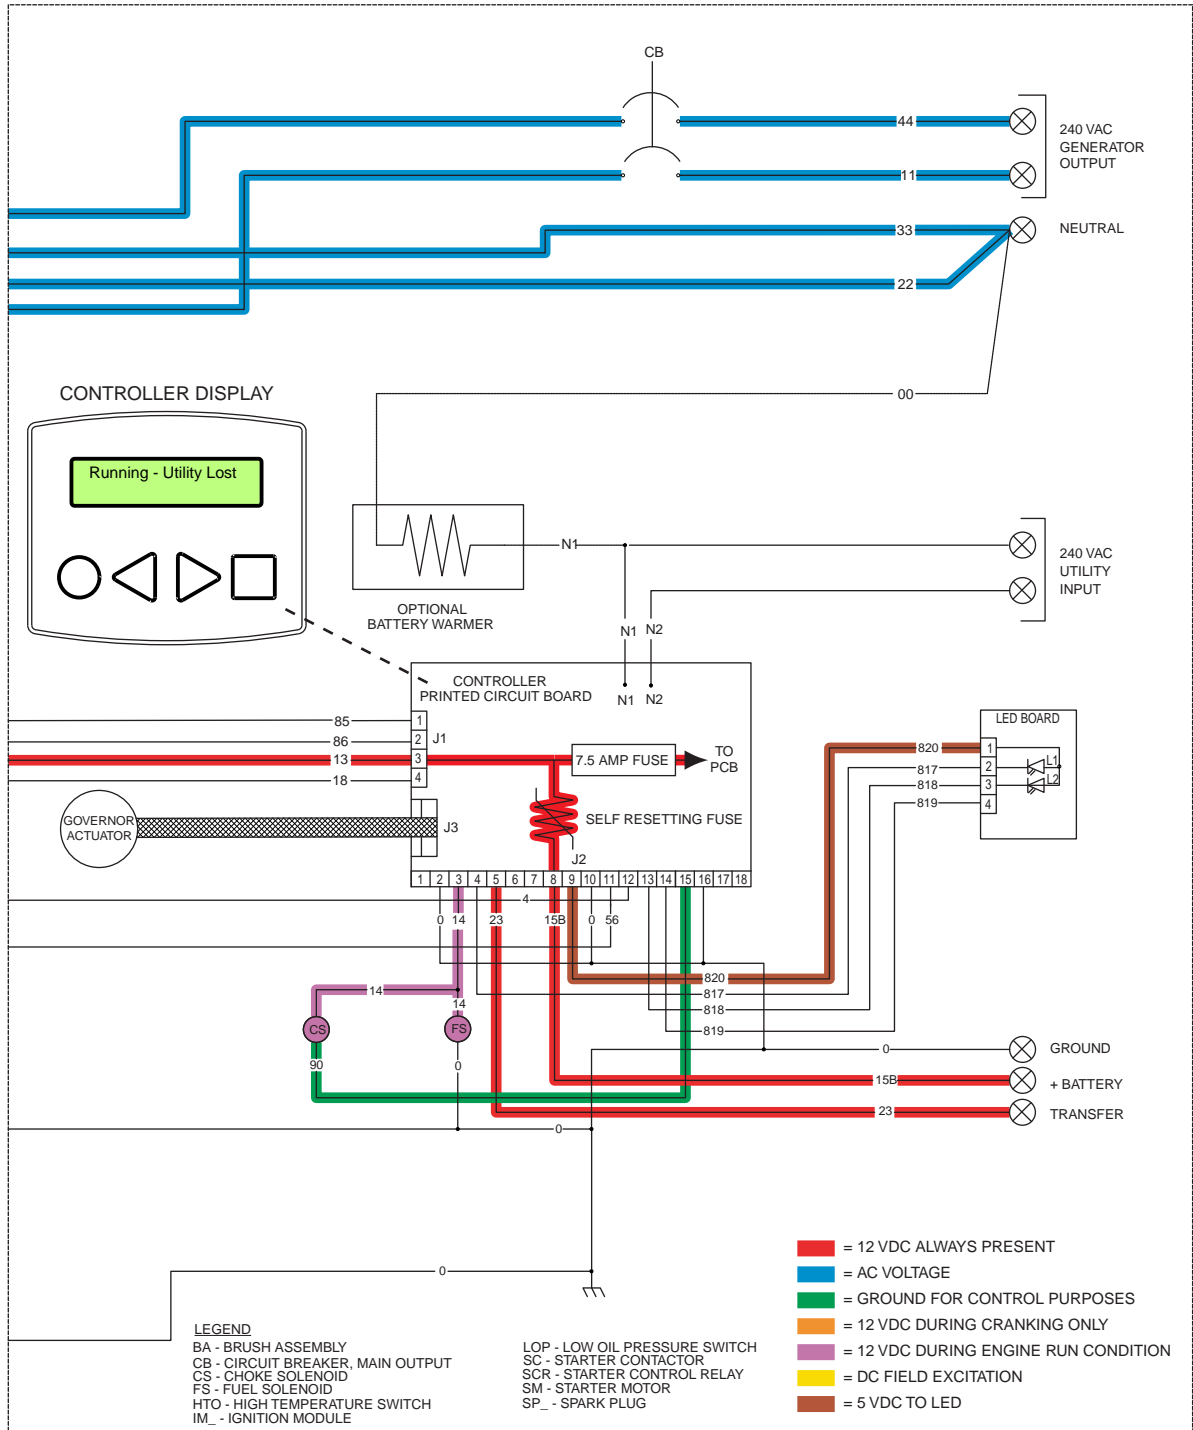 CB
44
240 VAC
GENERATOR
OUTPUT
11
33
NEUTRAL
22
CONTROLLER DISPLAY
00
Running - Utility Lost
N1
240 VAC
UTILITY
INPUT
OPTIONAL
BATTERY WARMER
N1 N2
CONTROLLER
PRINTED CIRCUIT BOARD
N1 N2
LED BOARD
85
1
86
2
J1
13
3
7.5 AMP FUSE
TO
PCB
18
4
820
1
817
2
L1
818
3
L2
819
4
GOVERNOR
ACTUATOR
J3
SELF RESETTING FUSE
J2
1 2 3 4 5 6 7 8 9 10 11 12 13 14 15 16 17 18
4
0 14 23 15B 0 56
820
14
817
14
818
CS
FS
819
0
GROUND
90
0
15B
+ BATTERY
23
TRANSFER
0
0
= 12 VDC ALWAYS PRESENT
= AC VOLTAGE
= GROUND FOR CONTROL PURPOSES
= 12 VDC DURING CRANKING ONLY
= 12 VDC DURING ENGINE RUN CONDITION
= DC FIELD EXCITATION
= 5 VDC TO LED
LEGEND
BA - BRUSH ASSEMBLY
CB - CIRCUIT BREAKER, MAIN OUTPUT
CS - CHOKE SOLENOID
FS - FUEL SOLENOID
HTO - HIGH TEMPERATURE SWITCH
IM_ - IGNITION MODULE
LOP - LOW OIL PRESSURE SWITCH
SC - STARTER CONTACTOR
SCR - STARTER CONTROL RELAY
SM - STARTER MOTOR
SP_ - SPARK PLUG